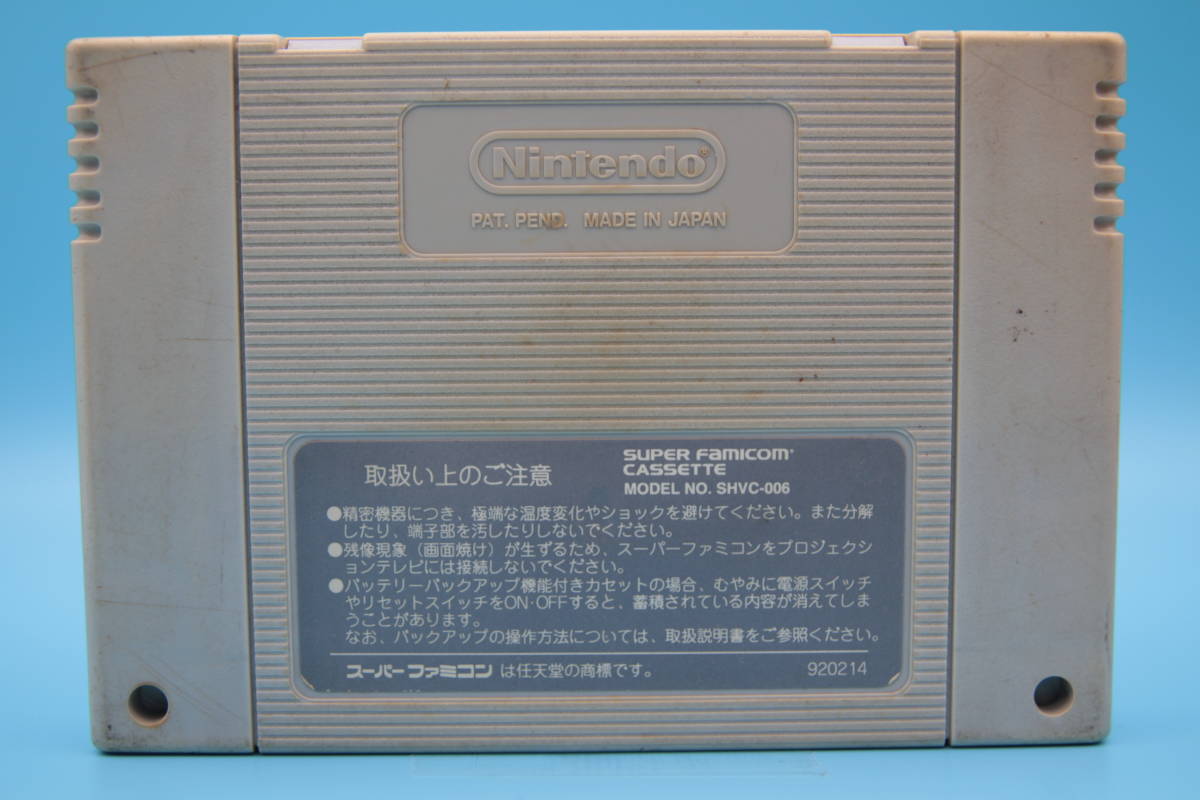 Nintendo®
PAT. PEND. MADE IN JAPAN
取扱い上のご注意
SUPER FAMICOM
CASSETTE
MODEL NO. SHVC-006
●精密機器につき、極端な温度変化やショックを避けてください。また分解
したり、端子部を汚したりしないでください。
●残像現象（画面焼け）が生ずるため、スーパーファミコンをプロジェクシ
ョンテレビには接続しないでください。
●バッテリーバックアップ機能付きカセットの場合、むやみに電源スイッチ
やリセットスイッチをON·OFFすると、蓄積されている内容が消えてしま
うことがあります。
なお、バックアップの操作方法については、取扱説明書をご参照ください。
スーパーファミコン は任天堂の商標です。
920214